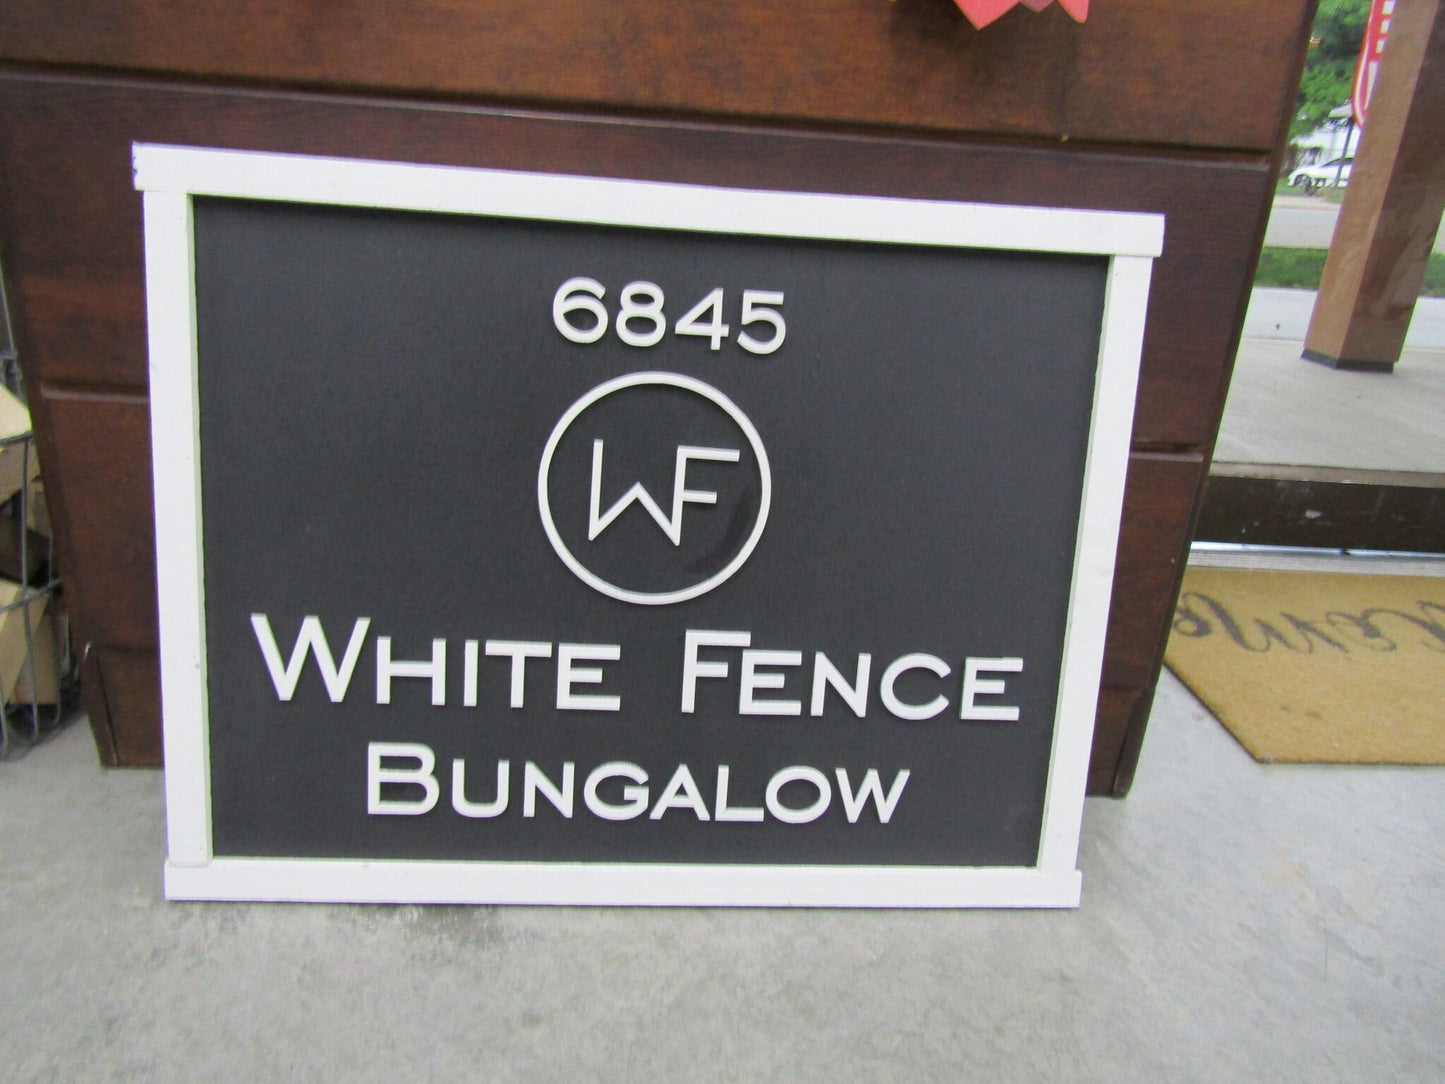 6845
WF
WHITE FENCE
BUNGALOW